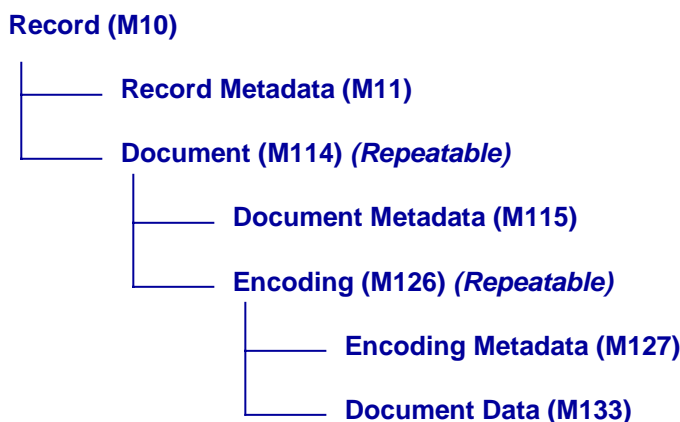 Record (M10)
Record Metadata (M11)
Document (M114) (Repeatable)
Document Metadata (M115)
Encoding (M126) (Repeatable)
Encoding Metadata (M127)
Document Data (M133)